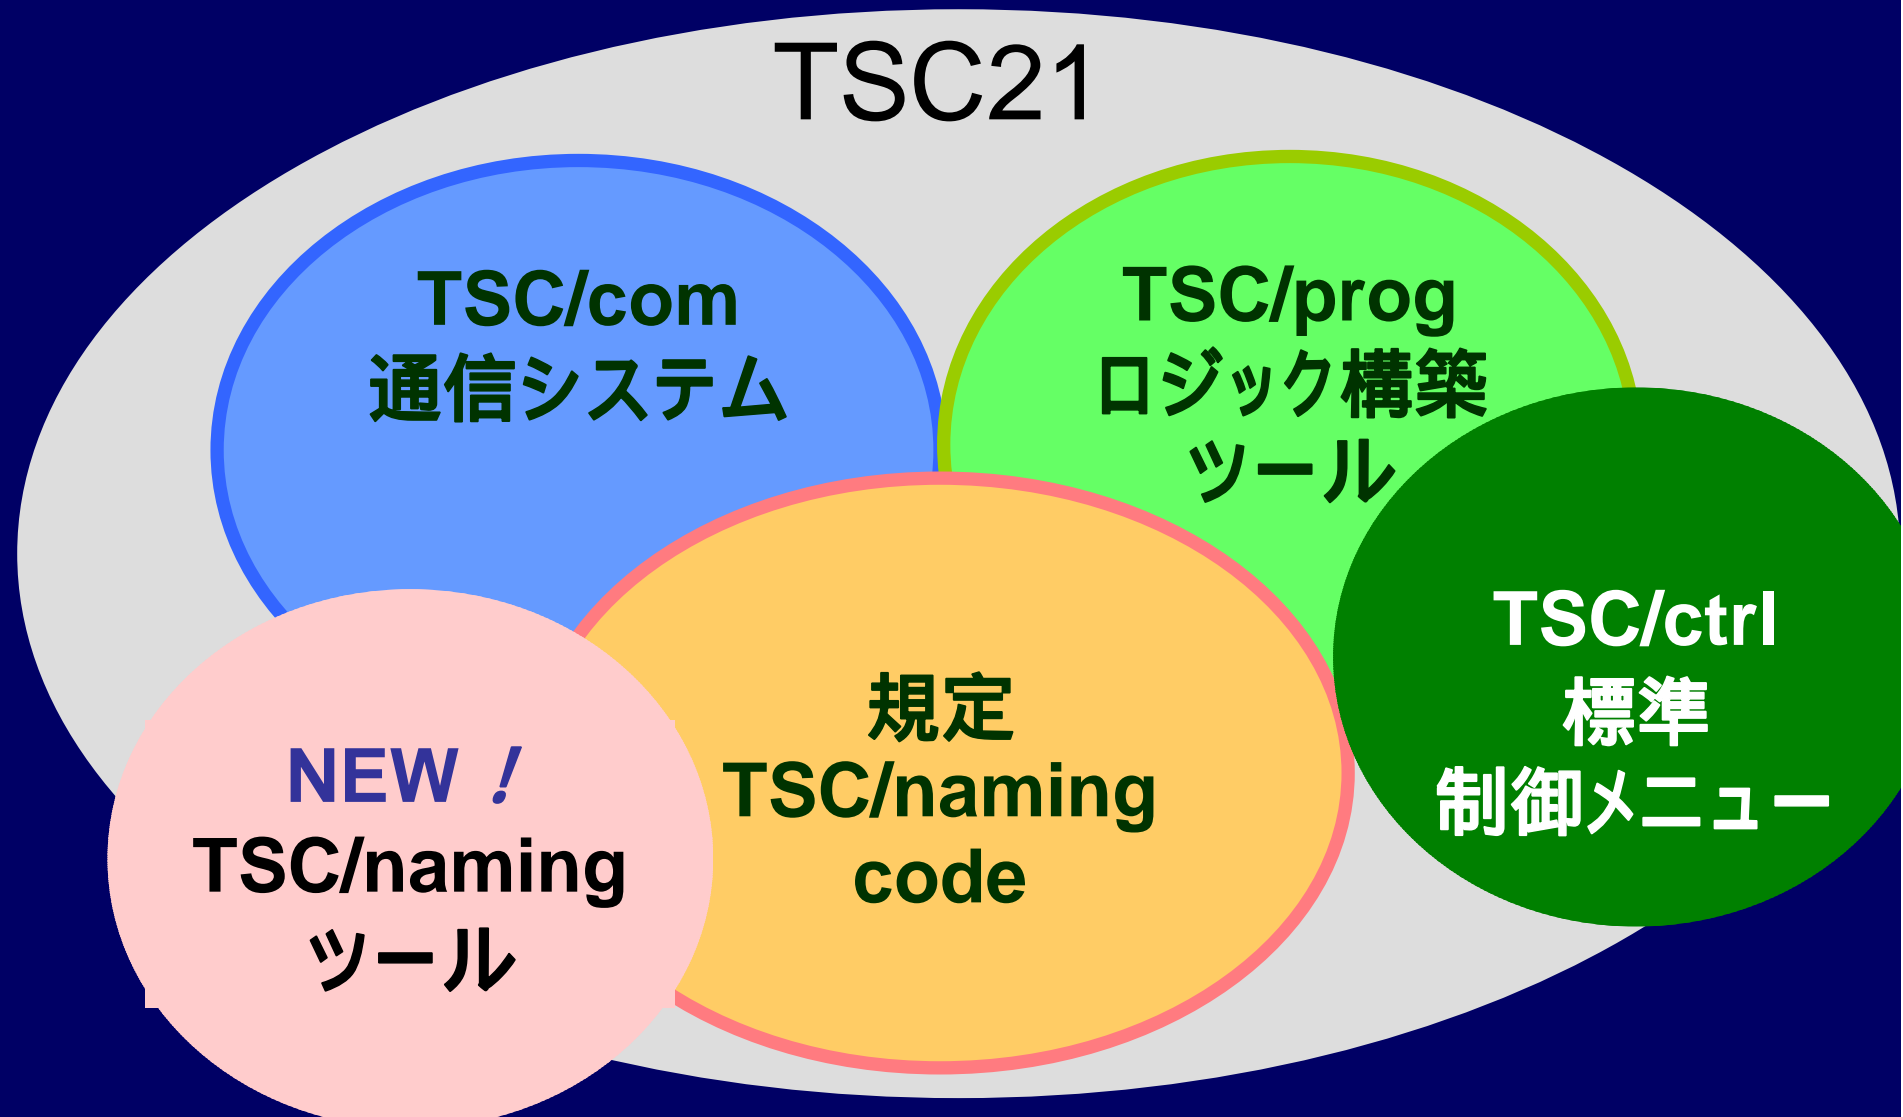 TSC21
TSC/com
通信システム
TSC/prog
ロジック構築
ツール
TSC/ctrl
標準
制御メニュー
規定
TSC/naming
code
NEW！
TSC/naming
ツール